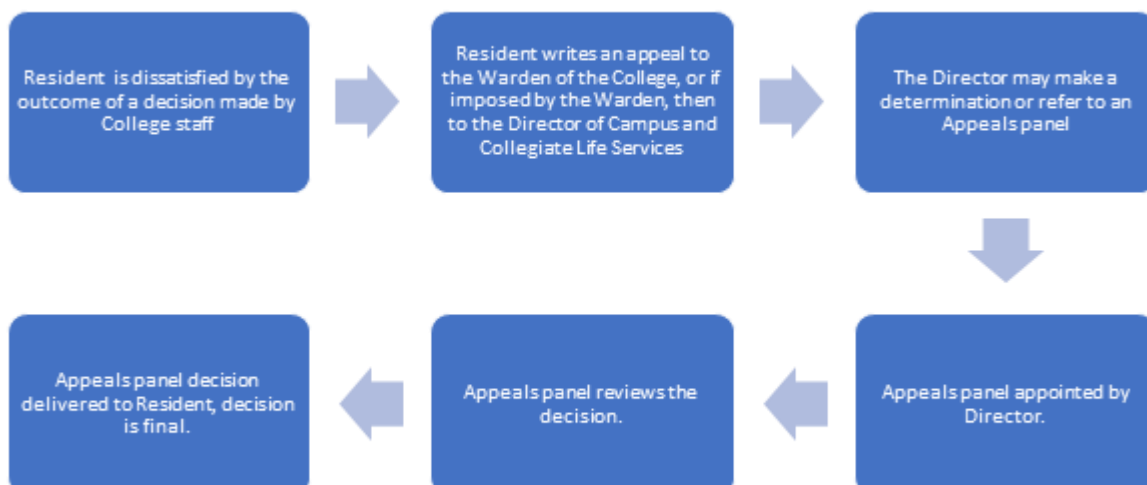 Resident is dissatisfied by the
outcome of a decision made by
College staff
Resident writes an appeal to
the Warden of the College, or if
imposed by the Warden, then
to the Director of Campus and
Collegiate Life Services
The Director may make a
determination or refer to an
Appeals panel
Appeals panel appointed by
Director.
Appeals panel reviews the
decision.
Appeals panel decision
delivered to Resident, decision
is final.